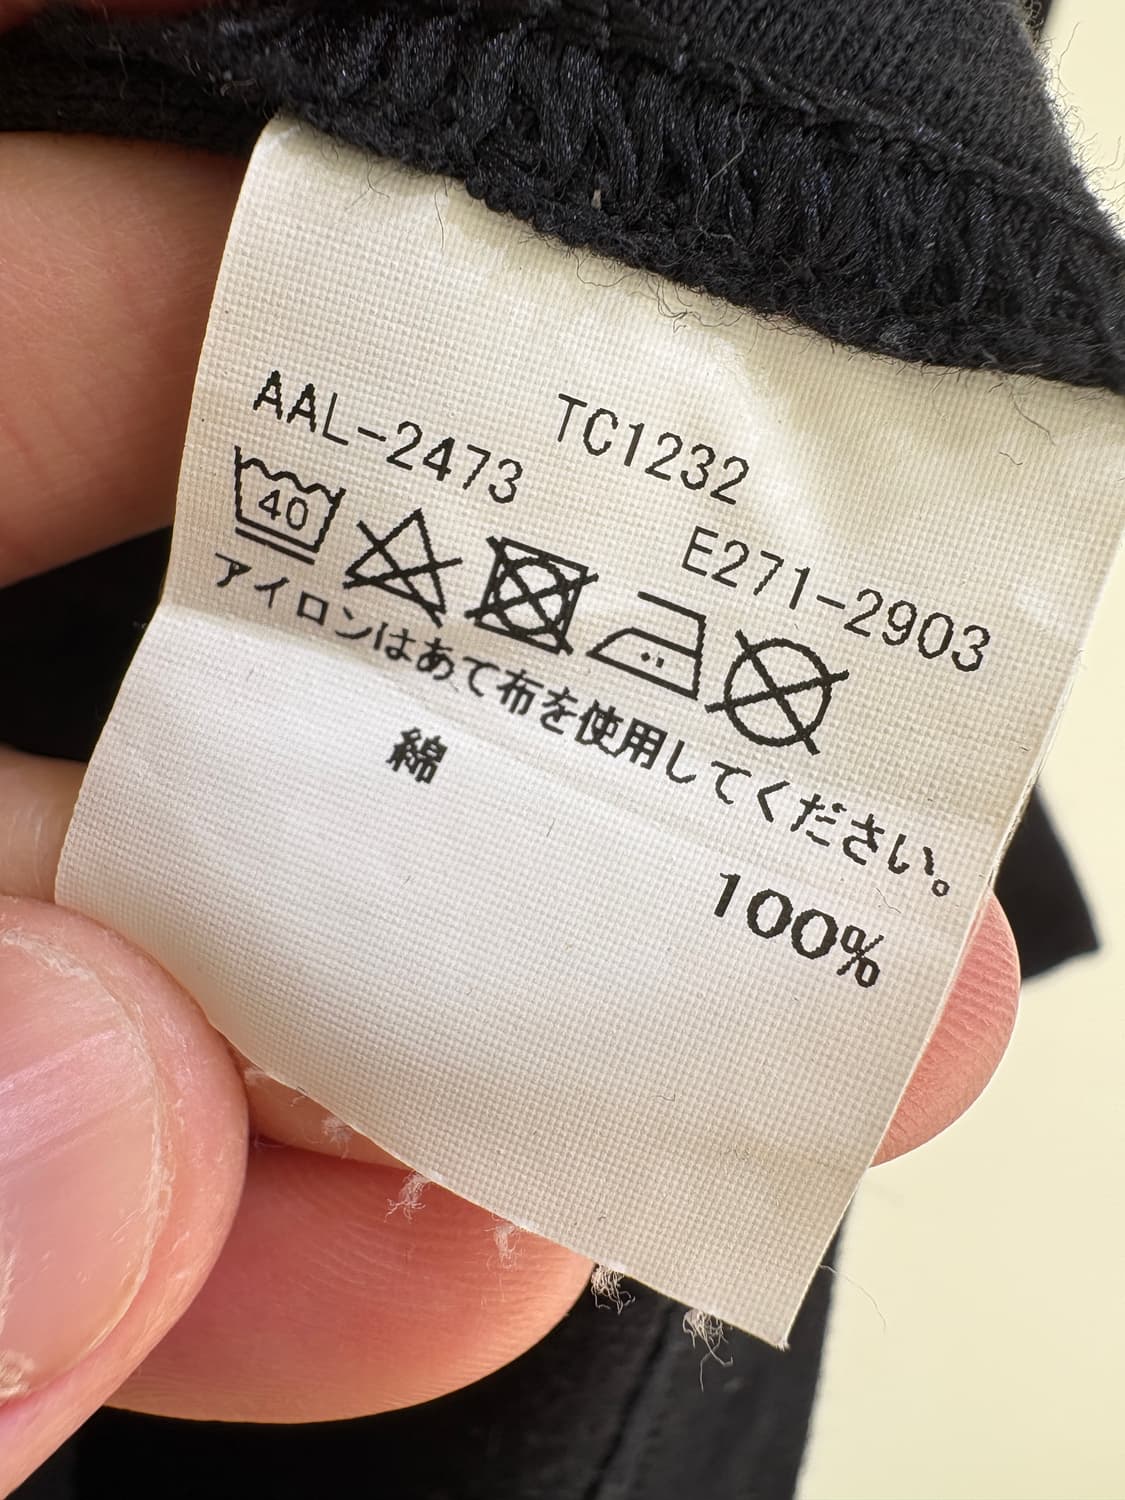 TC1232
AAL-2473
E271-2903
40
アイロンはあて布を使用してください。
綿 100%